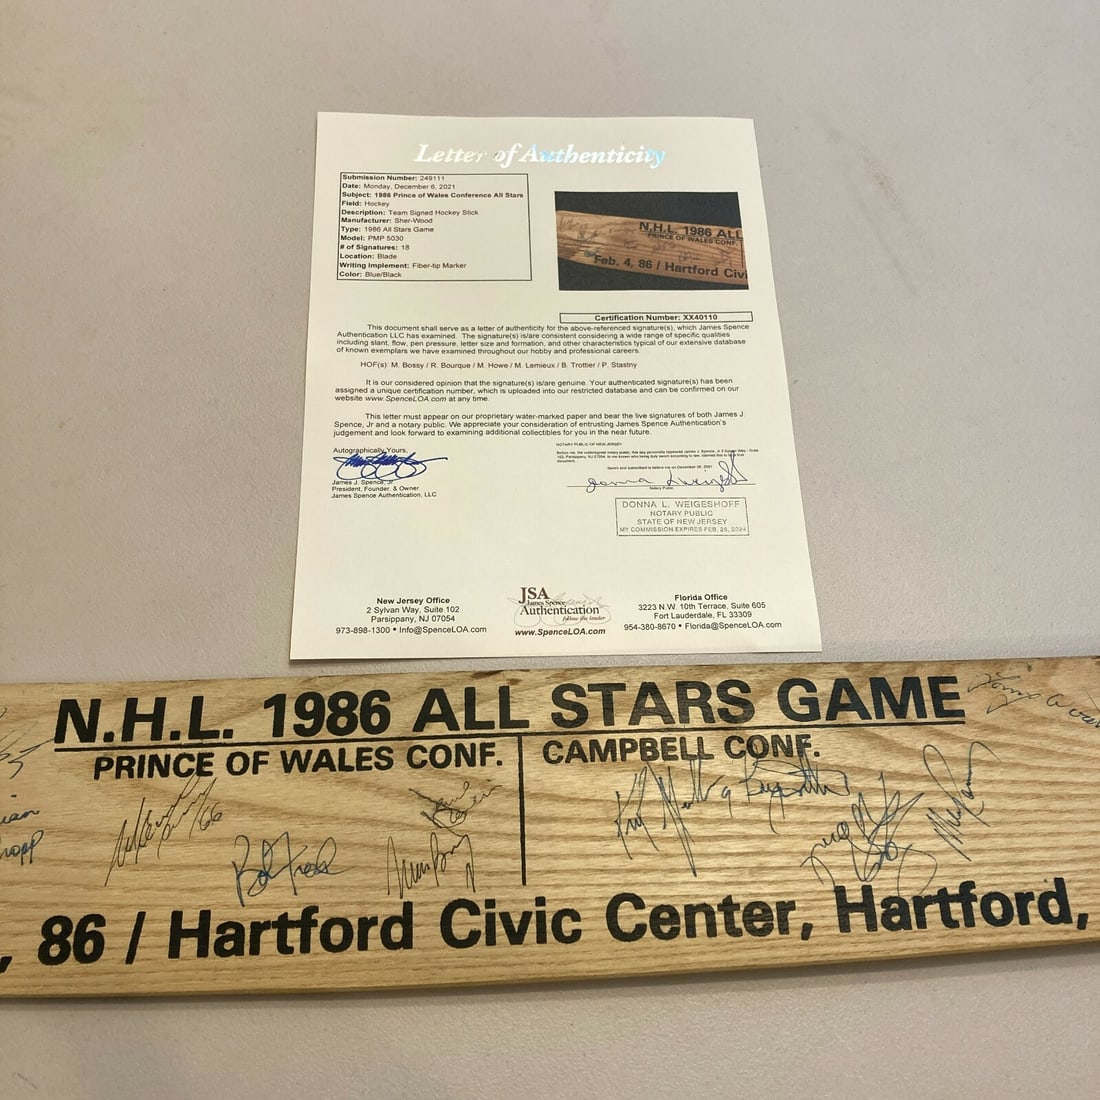 Letter of Authenticity
Submission Number: 249111
Date: Monday, December 6, 2021
Subject: 1986 Prince of Wales Conference All Stars
Field: Hockey
Description: Team Signed Hockey Stick
Manufacturer: Sher-Wood
Type: 1986 All Stars Game
Model: PMP 5030
# of Signatures: 18
Location: Blade
Writing Implement: Fiber-tip Marker
Color: Blue/Black
N.H.L. 1986 ALL
PRINCE OF WALES CONF.
Feb. 4, 86 / Hartford Civi
Certification Number: XX40110
This document shall serve as a letter of authenticity for the above-referenced signature(s), which James Spence
Authentication LLC has examined. The signature(s) is/are consistent considering a wide range of specific qualities
including slant, flow, pen pressure, letter size and formation, and other characteristics typical of our extensive database
of known exemplars we have examined throughout our hobby and professional careers.
HOF(s): M. Bossy / R. Bourque / M. Howe / M. Lemieux / B. Trottier / P. Stastny
It is our considered opinion that the signature(s) is/are genuine. Your authenticated signature(s) has been
assigned a unique certification number, which is uploaded into our restricted database and can be confirmed on our
website www.SpenceLOA.com at any time.
This letter must appear on our proprietary water-marked paper and bear the live signatures of both James J.
Spence, Jr and a notary public. We appreciate your consideration of entrusting James Spence Authentication's
judgement and look forward to examining additional collectibles for you in the near future.
Autographically Yours,
James J. Spence, Jr.
President, Founder, & Owner
James Spence Authentication, LLC
NOTARY PUBLIC OF NEW JERSEY
Notary Public
DONNA L. WEIGESHOFF
NOTARY PUBLIC
STATE OF NEW JERSEY
MY COMMISSION EXPIRES FEB. 26, 2024
New Jersey Office
2 Sylvan Way, Suite 102
Parsippany, NJ 07054
973-898-1300 • Info@SpenceLOA.com
JSA
James Spence
Authentication
follow the leader
www.SpenceLOA.com
Florida Office
3223 N.W. 10th Terrace, Suite 605
Fort Lauderdale, FL 33309
954-380-8670 • Florida@SpenceLOA.com
N.H.L. 1986 ALL STARS GAME
PRINCE OF WALES CONF.
CAMPBELL CONF.
, 86 / Hartford Civic Center, Hartford,